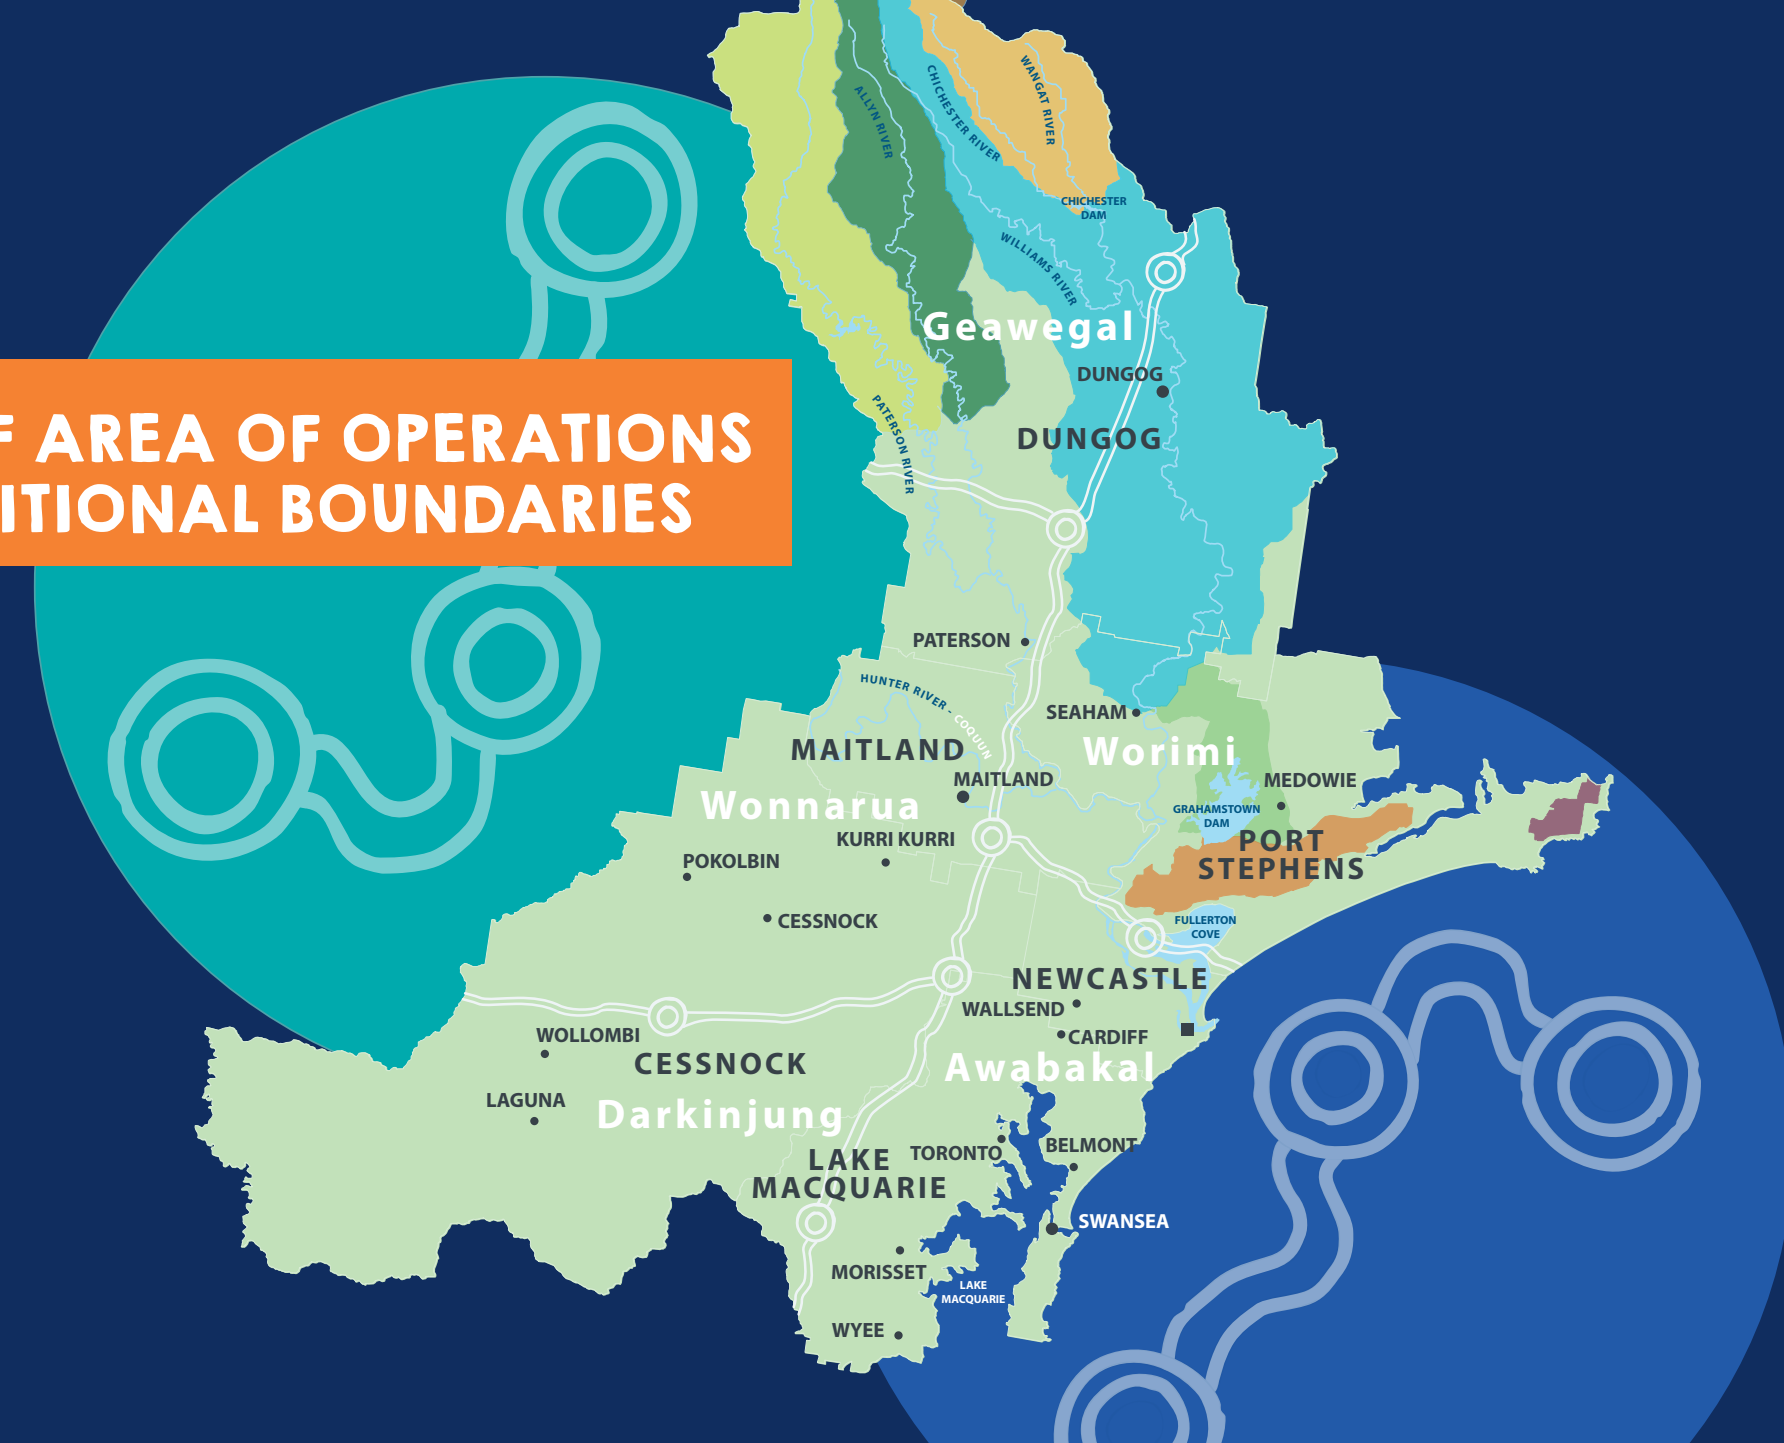 WANGAT RIVER
CHICHESTER RIVER
ALLYN RIVER
CHICHESTER
DAM
WILLIAMS RIVER
Geawegal
DUNGOG
PATERSON RIVER
AREA OF OPERATIONS
DUNGOG
ITIONAL BOUNDARIES
PATERSON
HUNTER RIVER - COQUUN
SEAHAM
MAITLAND
Worimi
MAITLAND
MEDOWIE
Wonnarua
GRAHAMSTOWN
DAM
KURRI KURRI
PORT
STEPHENS
POKOLBIN
CESSNOCK
FULLERTON
COVE
NEWCASTLE
WALLSEND
WOLLOMBI
CARDIFF
CESSNOCK
Awabakal
LAGUNA
Darkinjung
TORONTO
BELMONT
LAKE
MACQUARIE
SWANSEA
MORISSET
LAKE
MACQUARIE
WYEE